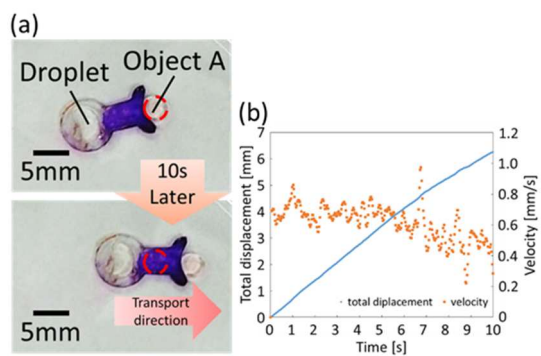 (a)
Droplet
Object A
5mm
10s
Later
5mm
Transport
direction
(b)
Total displacement [mm]
7
6
5
4
3
2
1
0
1.2
1.0
0.8
0.6
0.4
0.2
0
Velocity [mm/s]
total diplacement
velocity
0 1 2 3 4 5 6 7 8 9 10
Time [s]